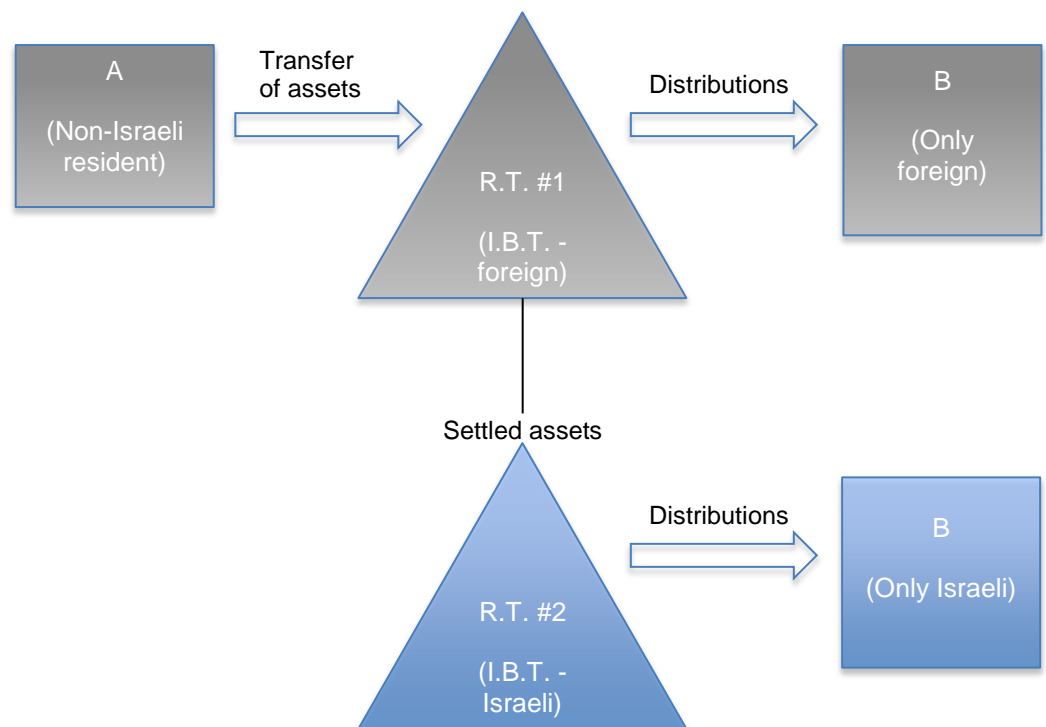 A
(Non-Israeli
resident)
Transfer
of assets
R.T. #1
(I.B.T. -
foreign)
Distributions
B
(Only
foreign)
Settled assets
R.T. #2
(I.B.T. -
Israeli)
Distributions
B
(Only Israeli)